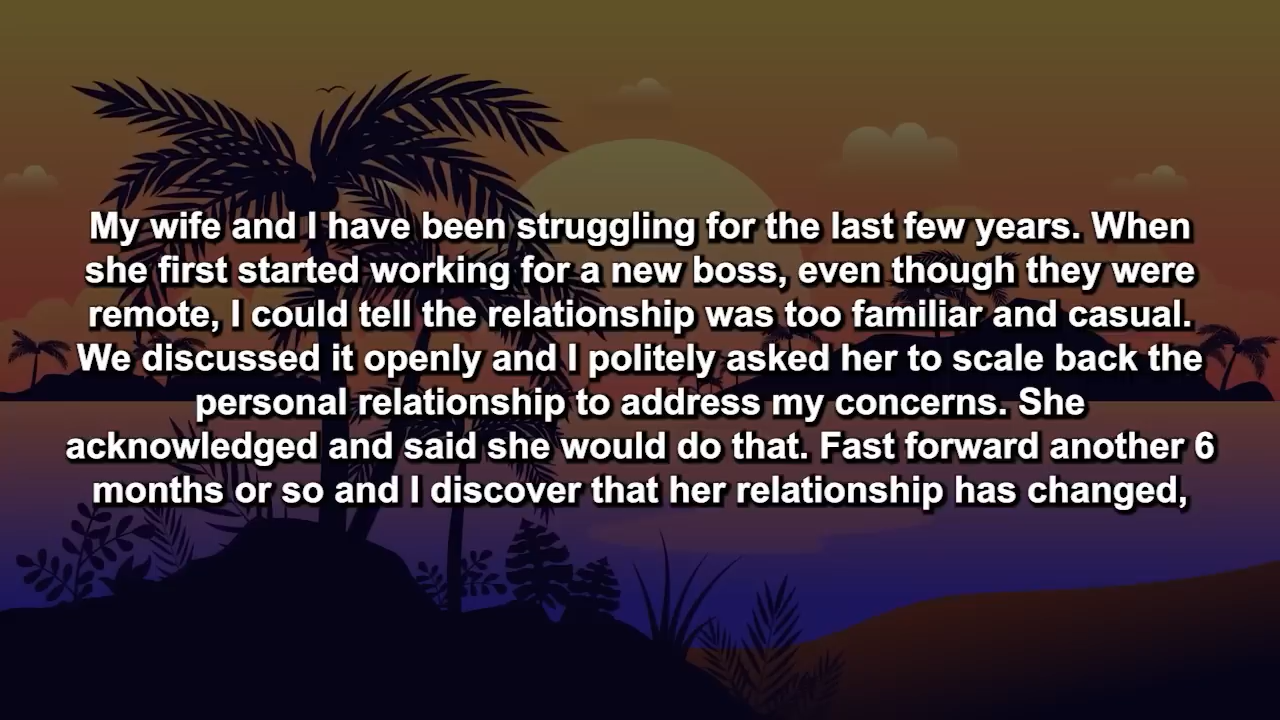 My wife and I have been struggling for the last few years. When
she first started working for a new boss, even though they were
remote, I could tell the relationship was too familiar and casual.
We discussed it openly and I politely asked her to scale back the
personal relationship to address my concerns. She
acknowledged and said she would do that. Fast forward another 6
months or so and I discover that her relationship has changed,